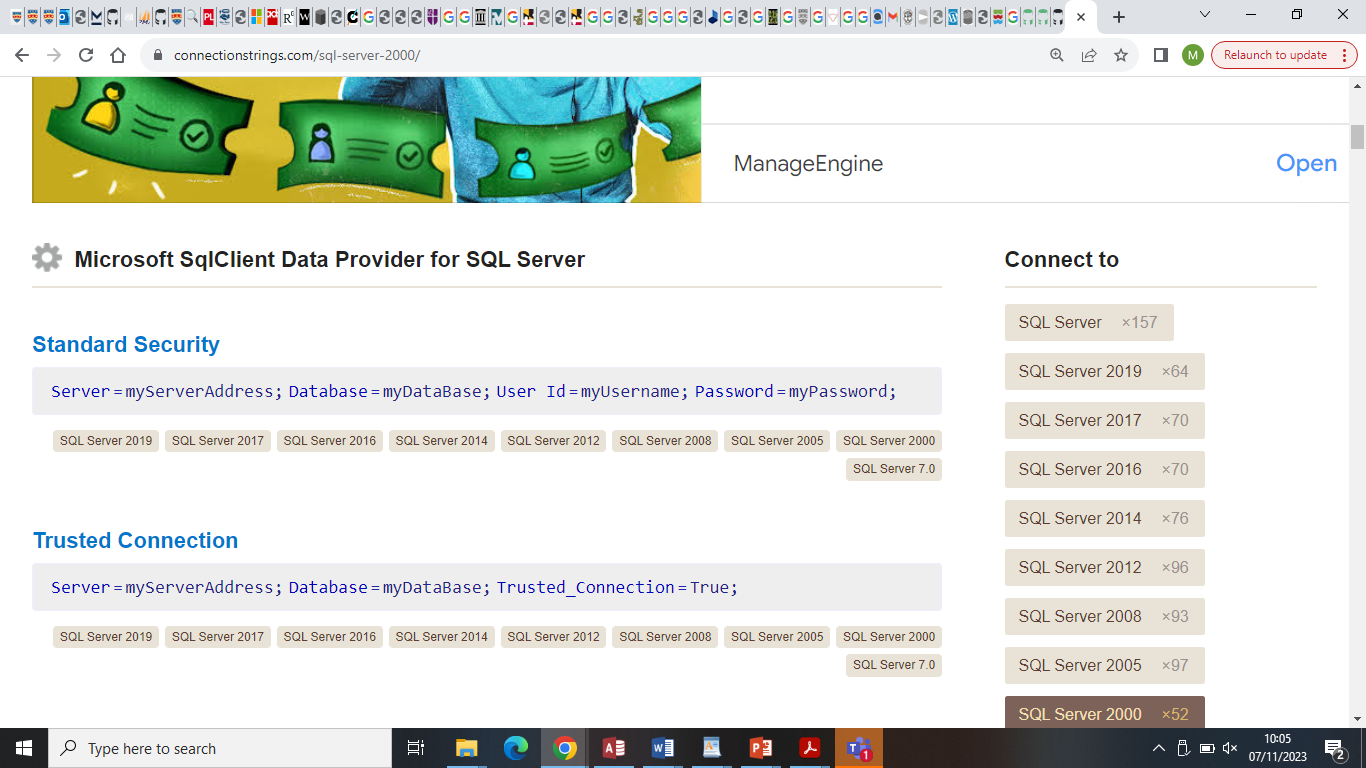 connectionstrings.com/sql-server-2000/
M
Relaunch to update
ManageEngine
Open
Microsoft SqlClient Data Provider for SQL Server
Standard Security
Server=myServerAddress; Database=myDataBase; User Id=myUsername; Password=myPassword;
SQL Server 2019 SQL Server 2017 SQL Server 2016 SQL Server 2014 SQL Server 2012 SQL Server 2008 SQL Server 2005 SQL Server 2000
SQL Server 7.0
Trusted Connection
Server=myServerAddress; Database=myDataBase; Trusted_Connection=True;
SQL Server 2019 SQL Server 2017 SQL Server 2016 SQL Server 2014 SQL Server 2012 SQL Server 2008 SQL Server 2005 SQL Server 2000
SQL Server 7.0
Connect to
SQL Server ×157
SQL Server 2019 ×64
SQL Server 2017 ×70
SQL Server 2016 ×70
SQL Server 2014 ×76
SQL Server 2012 ×96
SQL Server 2008 ×93
SQL Server 2005 ×97
SQL Server 2000 ×52
Type here to search
10:05
07/11/2023
2